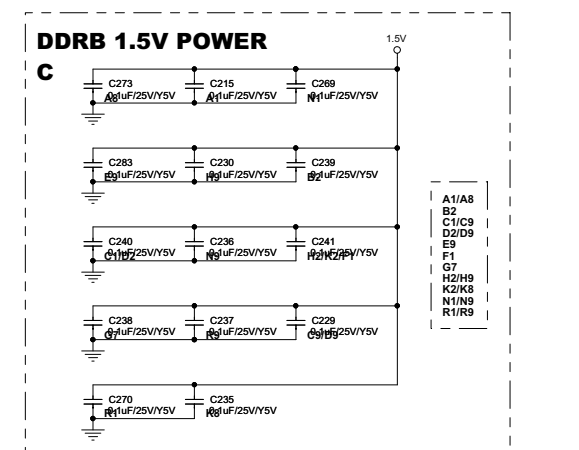 DDRB 1.5V POWER
C
1.5V
C273
0.1uF/25V/Y5V
A8
C215
0.1uF/25V/Y5V
A1
C269
0.1uF/25V/Y5V
N1
C283
0.1uF/25V/Y5V
E9
C230
0.1uF/25V/Y5V
H9
C239
0.1uF/25V/Y5V
B2
C240
0.1uF/25V/Y5V
C1/D2
C236
0.1uF/25V/Y5V
N9
C241
0.1uF/25V/Y5V
H2/K2/F1
C238
0.1uF/25V/Y5V
G7
C237
0.1uF/25V/Y5V
R9
C229
0.1uF/25V/Y5V
C9/D9
C270
0.1uF/25V/Y5V
R1
C235
0.1uF/25V/Y5V
K8
A1/A8
B2
C1/C9
D2/D9
E9
F1
G7
H2/H9
K2/K8
N1/N9
R1/R9